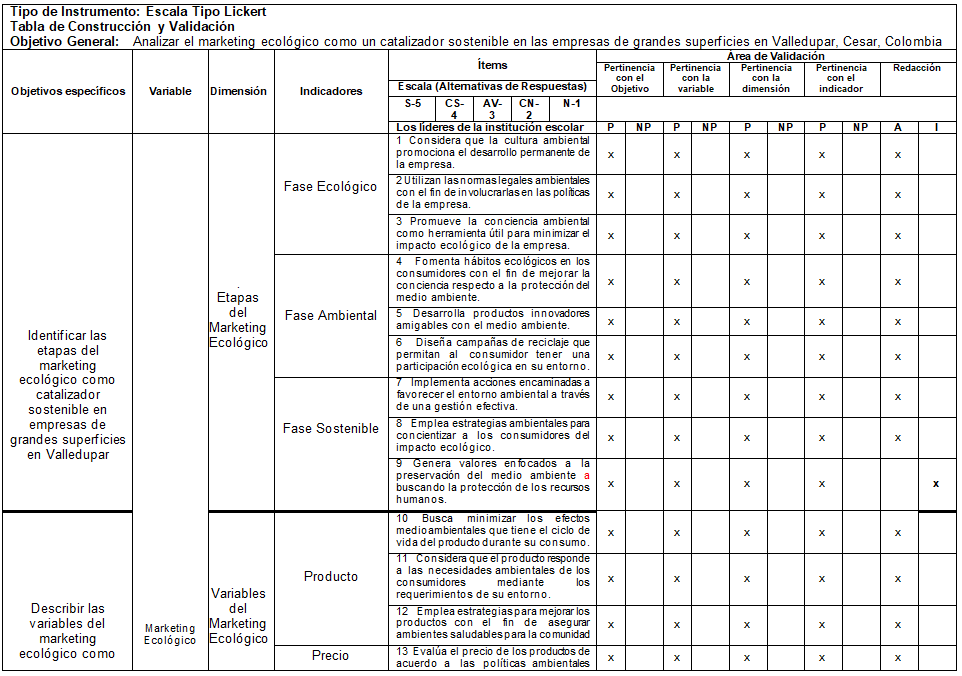 Tipo de Instrumento: Escala Tipo Lickert
Tabla de Construcción y Validación
Objetivo General: Analizar el marketing ecológico como un catalizador sostenible en las empresas de grandes superficies en Valledupar, Cesar, Colombia
Objetivos específicos
Variable
Dimensión
Indicadores
Ítems
Escala (Alternativas de Respuestas)
S-5
CS-
4
AV-
3
CN-
2
N-1
Los líderes de la institución escolar
Área de Validación
Pertinencia
con el
Objetivo
Pertinencia
con la
variable
Pertinencia
con la
dimensión
Pertinencia
con el
indicador
Redacción
P NP P NP P NP P NP A I
Identificar las
etapas del
marketing
ecológico como
catalizador
sostenible en
empresas de
grandes superficies
en Valledupar
Marketing
Ecológico
.
Etapas
del
Marketing
Ecológico
Fase Ecológico
1 Considera que la cultura ambiental
promociona el desarrollo permanente de
la empresa.
x x x x x
2 Utilizan las normas legales ambientales
con el fin de involucrarlas en las políticas
de la empresa.
x x x x x
3 Promueve la conciencia ambiental
como herramienta útil para minimizar el
impacto ecológico de la empresa.
x x x x x
Fase Ambiental
4 Fomenta hábitos ecológicos en los
consumidores con el fin de mejorar la
conciencia respecto a la protección del
medio ambiente.
x x x x x
5 Desarrolla productos innovadores
amigables con el medio ambiente.
x x x x x
6 Diseña campañas de reciclaje que
permitan al consumidor tener una
participación ecológica en su entorno.
x x x x x
Fase Sostenible
7 Implementa acciones encaminadas a
favorecer el entorno ambiental a través
de una gestión efectiva.
x x x x x
8 Emplea estrategias ambientales para
concientizar a los consumidores del
impacto ecológico.
x x x x x
9 Genera valores enfocados a la
preservación del medio ambiente a
buscando la protección de los recursos
humanos.
x x x x x
Describir las
variables del
marketing
ecológico como
Variables
del
Marketing
Ecológico
Producto
10 Busca minimizar los efectos
medioambientales que tiene el ciclo de
vida del producto durante su consumo.
x x x x x
11 Considera que el producto responde
a las necesidades ambientales de los
consumidores mediante los
requerimientos de su entorno.
x x x x x
12 Emplea estrategias para mejorar los
productos con el fin de asegurar
ambientes saludables para la comunidad
x x x x x
Precio
13 Evalúa el precio de los productos de
acuerdo a las políticas ambientales
x x x x x